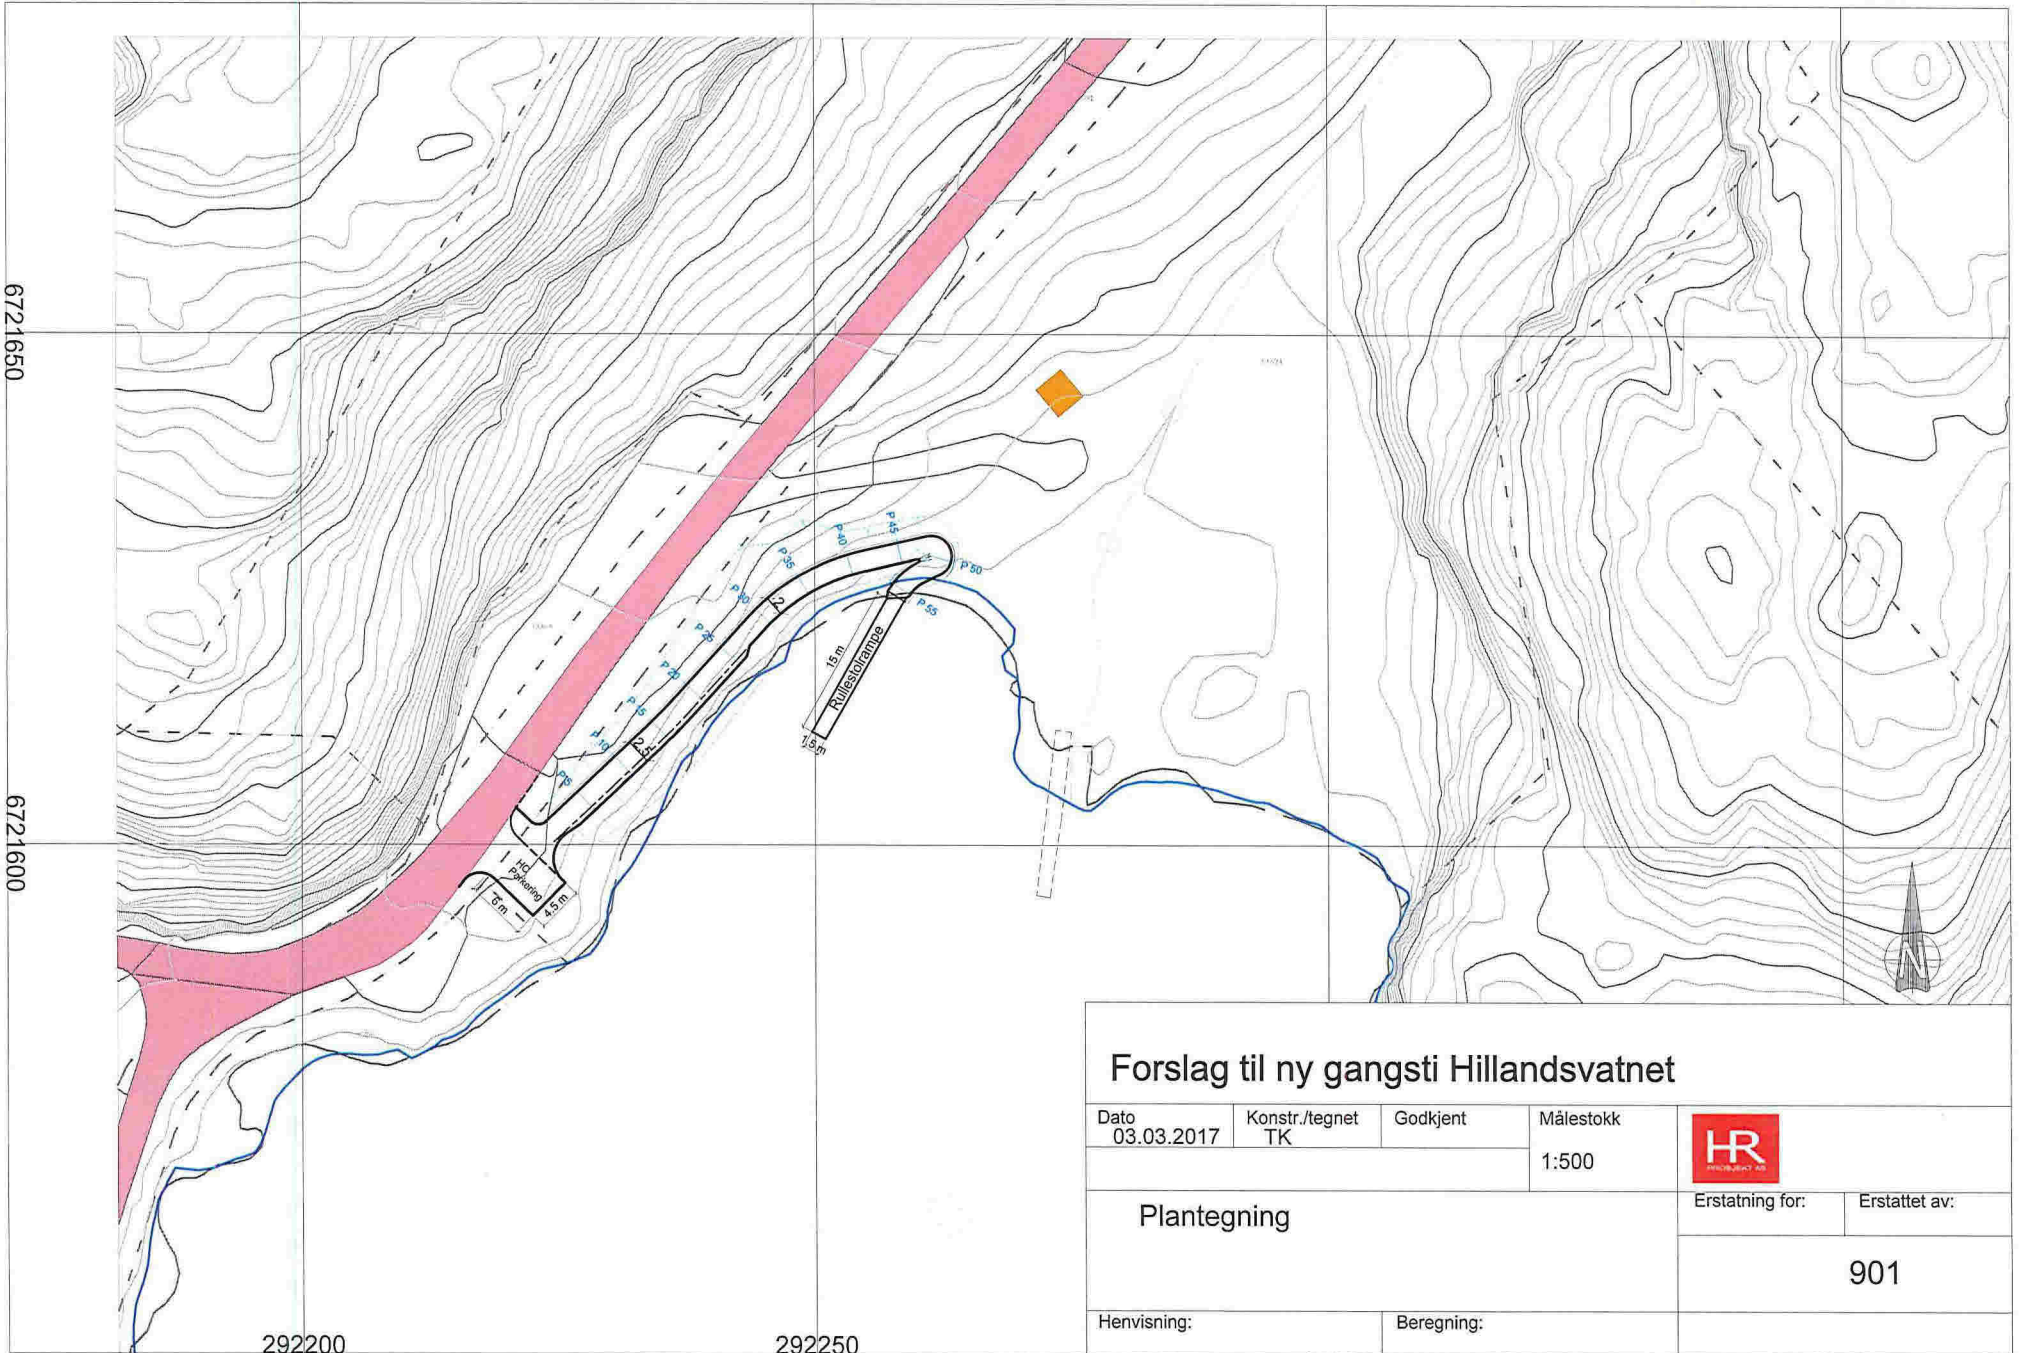 6721650
6721600
292200
292250
P 45
P 40
P 35
P 50
P 30
2
P 55
P 25
15 m
Rullestolrampe
P 20
P 15
1,5 m
P 10
2,5
P 5
HC
Parkering
6 m
4,5 m
N
Forslag til ny gangsti Hillandsvatnet
Dato
03.03.2017
Konstr./tegnet
TK
Godkjent
Målestokk
1:500
HR
PROSJEKT AS
Plantegning
Erstatning for:
Erstattet av:
901
Henvisning:
Beregning: